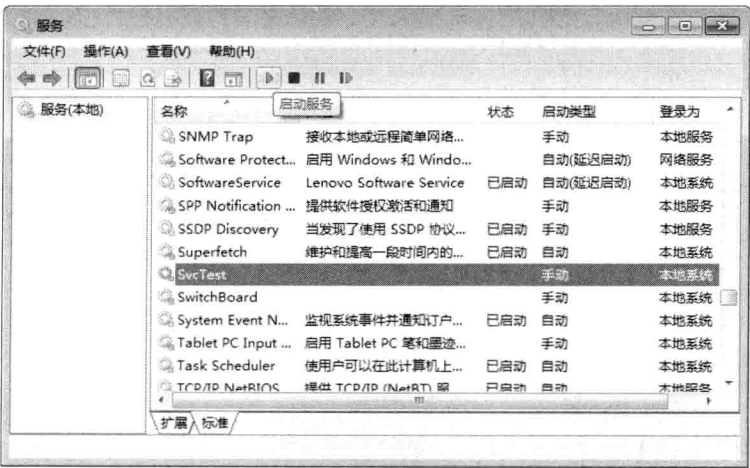 服务
文件(F) 操作(A) 查看(V) 帮助(H)
启动服务
服务(本地)
名称 状态 启动类型 登录为
SNMP Trap 接收本地或远程简单网络... 手动 本地服务
Software Protect... 启用 Windows 和 Windo... 自动(延迟启动) 网络服务
SoftwareService Lenovo Software Service 已启动 自动(延迟启动) 本地系统
SPP Notification ... 提供软件授权激活和通知 手动 本地服务
SSDP Discovery 当发现了使用 SSDP 协议... 已启动 手动 本地服务
Superfetch 维护和提高一段时间内的... 已启动 自动 本地系统
SvcTest 手动 本地系统
SwitchBoard 手动 本地系统
System Event N... 监视系统事件并通知订户... 已启动 自动 本地系统
Tablet PC Input ... 启用 Tablet PC 笔和墨迹... 手动 本地系统
Task Scheduler 使用户可以在此计算机上... 已启动 自动 本地系统
TCP/IP NetBIOS 提供 TCP/IP (NetBT) 服 已启动 自动 本地服务
扩展 标准